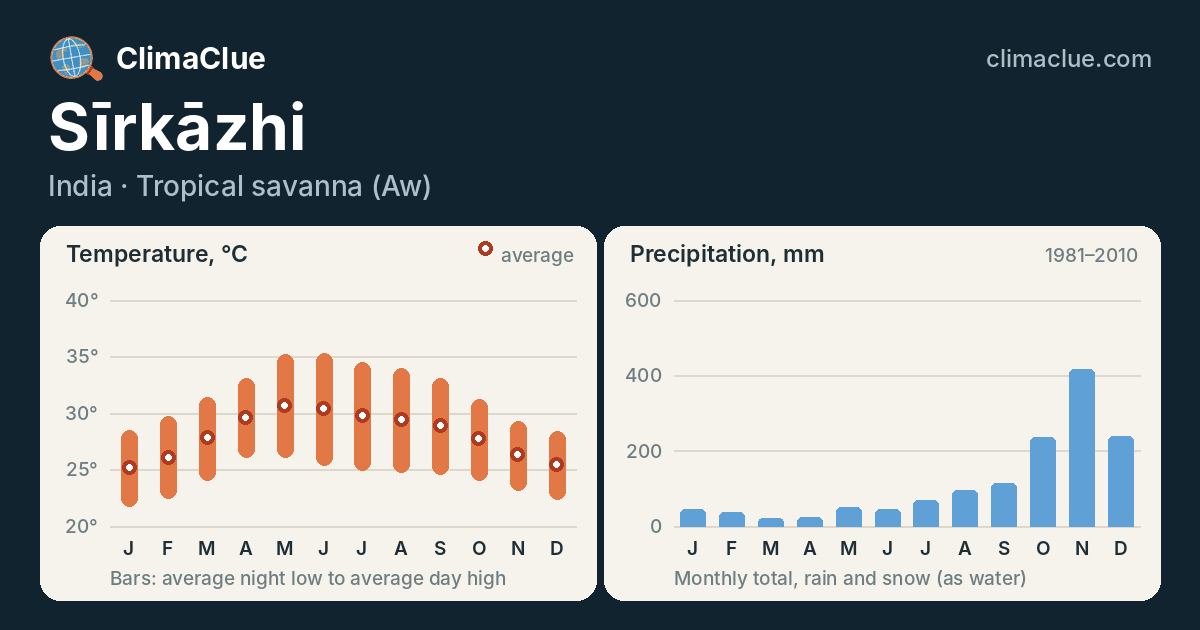 ClimaClue
climaclue.com
Sīrkāzhi
India · Tropical savanna (Aw)
Temperature, °C
average
40°
35°
30°
25°
20°
J F M A M J J A S O N D
Bars: average night low to average day high
Precipitation, mm
1981–2010
600
400
200
0
J F M A M J J A S O N D
Monthly total, rain and snow (as water)